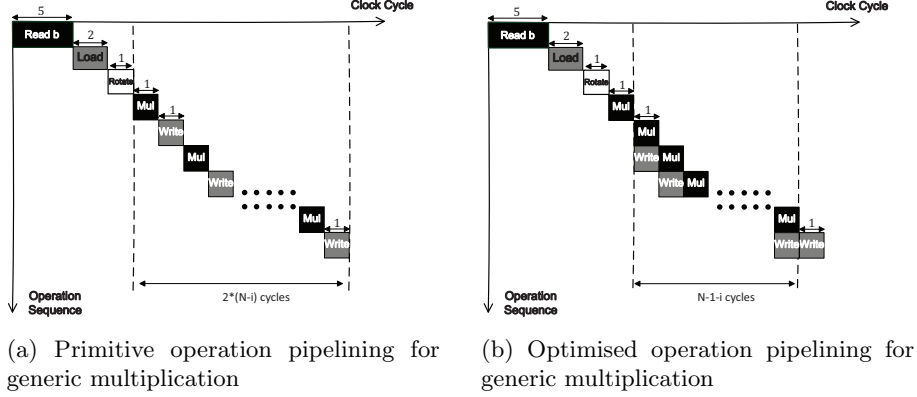 Clock Cycle
5
Read b
2
Load
1
Rotate
1
Mul
1
Write
Mul
Write
Mul
1
Write
2*(N-i) cycles
Operation
Sequence
(a) Primitive operation pipelining for
generic multiplication
Clock Cycle
5
Read b
2
Load
1
Rotate
1
Mul
1
Mul
Write Mul
Write Mul
Mul
1
Write Write
N-1-i cycles
Operation
Sequence
(b) Optimised operation pipelining for
generic multiplication